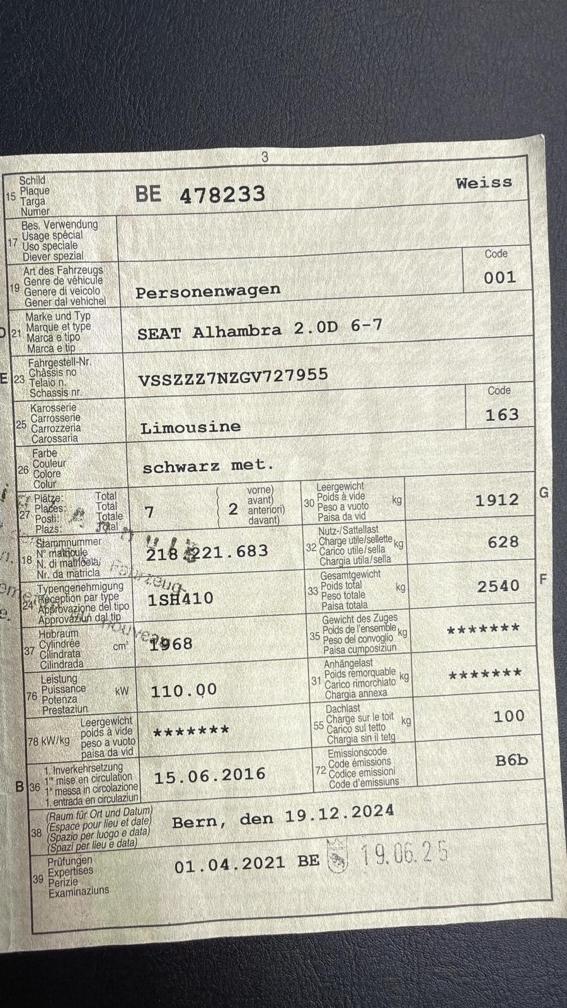 3
15 Schild
Plaque
Targa
Numer
BE 478233
Weiss
17 Bes. Verwendung
Usage spécial
Uso speciale
Diever spezial
19 Art des Fahrzeugs
Genre de véhicule
Genere di veicolo
Gener dal vehichel
Personenwagen
Code
001
D 21 Marke und Typ
Marque et type
Marca e tipo
Marca e tip
SEAT Alhambra 2.0D 6-7
E 23 Fahrgestell-Nr.
Châssis no
Telaio n.
Schassis nr.
VSSZZZ7NZGV727955
25 Karosserie
Carrosserie
Carrozzeria
Carossaria
Limousine
Code
163
26 Farbe
Couleur
Colore
Colur
schwarz met.
27 Plätze: Total
Places: Total
Posti: Totale
Plazs: Total
7
2
vorne)
avant)
anteriori)
davant)
30 Leergewicht
Poids à vide kg
Peso a vuoto
Paisa da vid
1912
G
18 Stammnummer
N° matricule
N. di matricola
Nr. da matricla
218 221.683
32 Nutz-/Sattellast
Charge utile/sellette kg
Carico utile/sella
Chargia utila/sella
628
24 Typengenehmigung
Réception par type
Approvazione del tipo
Approvaziun dal tip
1SH410
33 Gesamtgewicht
Poids total kg
Peso totale
Paisa totala
2540
F
37 Hubraum
Cylindrée cm³
Cilindrata
Cilindrada
1968
35 Gewicht des Zuges
Poids de l'ensemble kg
Peso del convoglio
Paisa cumposiziun
*******
76 Leistung
Puissance kW
Potenza
Prestaziun
110.00
31 Anhängelast
Poids remorquable kg
Carico rimorchiato
Chargia annexa
*******
78 kW/kg Leergewicht
poids à vide
peso a vuoto
paisa da vid
*******
55 Dachlast
Charge sur le toit kg
Carico sul tetto
Chargia sin il tetg
100
B 36 1. Inverkehrsetzung
1re mise en circulation
1a messa in circolazione
1. entrada en circulaziun
15.06.2016
72 Emissionscode
Code émissions
Codice emissioni
Code d'émissiuns
B6b
38 (Raum für Ort und Datum)
(Espace pour lieu et date)
(Spazio per luogo e data)
(Spazi per lieu e data)
Bern, den 19.12.2024
39 Prüfungen
Expertises
Perizie
Examinaziuns
01.04.2021 BE
19.06.25
Fahrzeug
nouveau